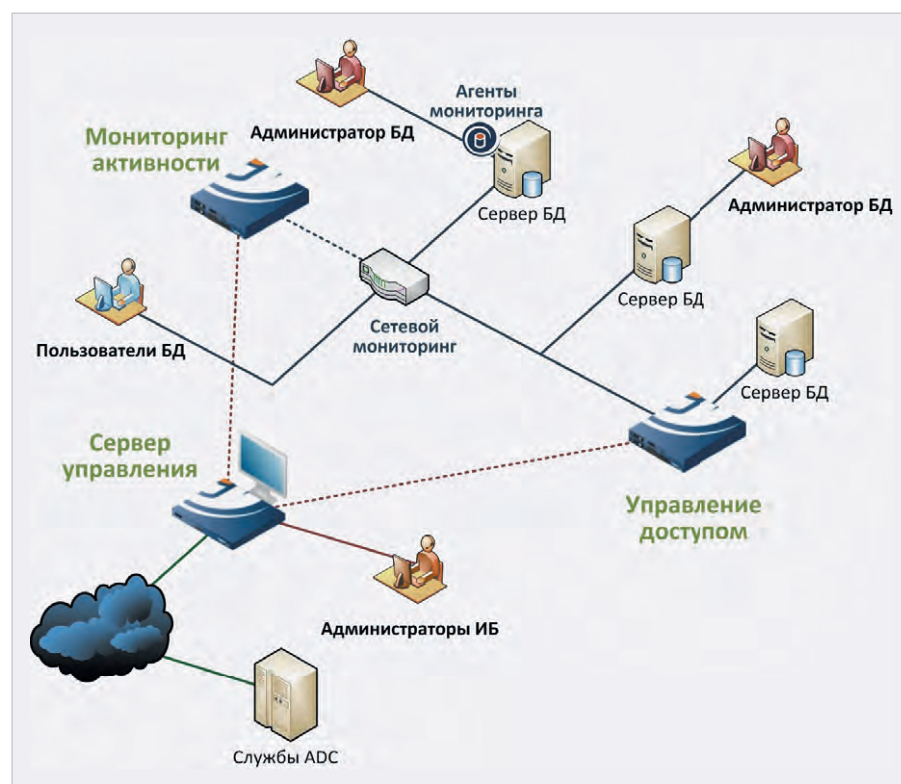 Агенты
мониторинга
Администратор БД
Мониторинг
активности
Сервер БД
Администратор БД
Сервер БД
Сетевой
мониторинг
Пользователи БД
Сервер БД
Сервер
управления
Управление
доступом
Администраторы ИБ
Службы ADC